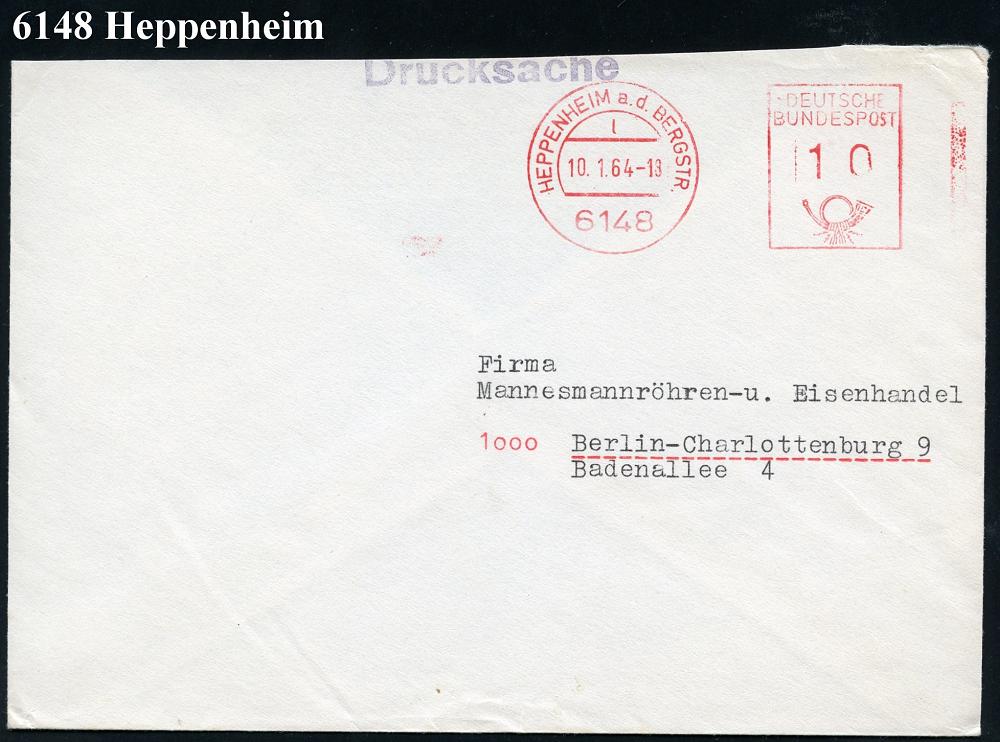 6148 Heppenheim
Drucksache
HEPPENHEIM a.d. BERGSTR.
l
10. 1.64-18
6148
DEUTSCHE
BUNDESPOST
10
Firma
Mannesmannröhren-u. Eisenhandel
1000 Berlin-Charlottenburg 9
Badenallee 4